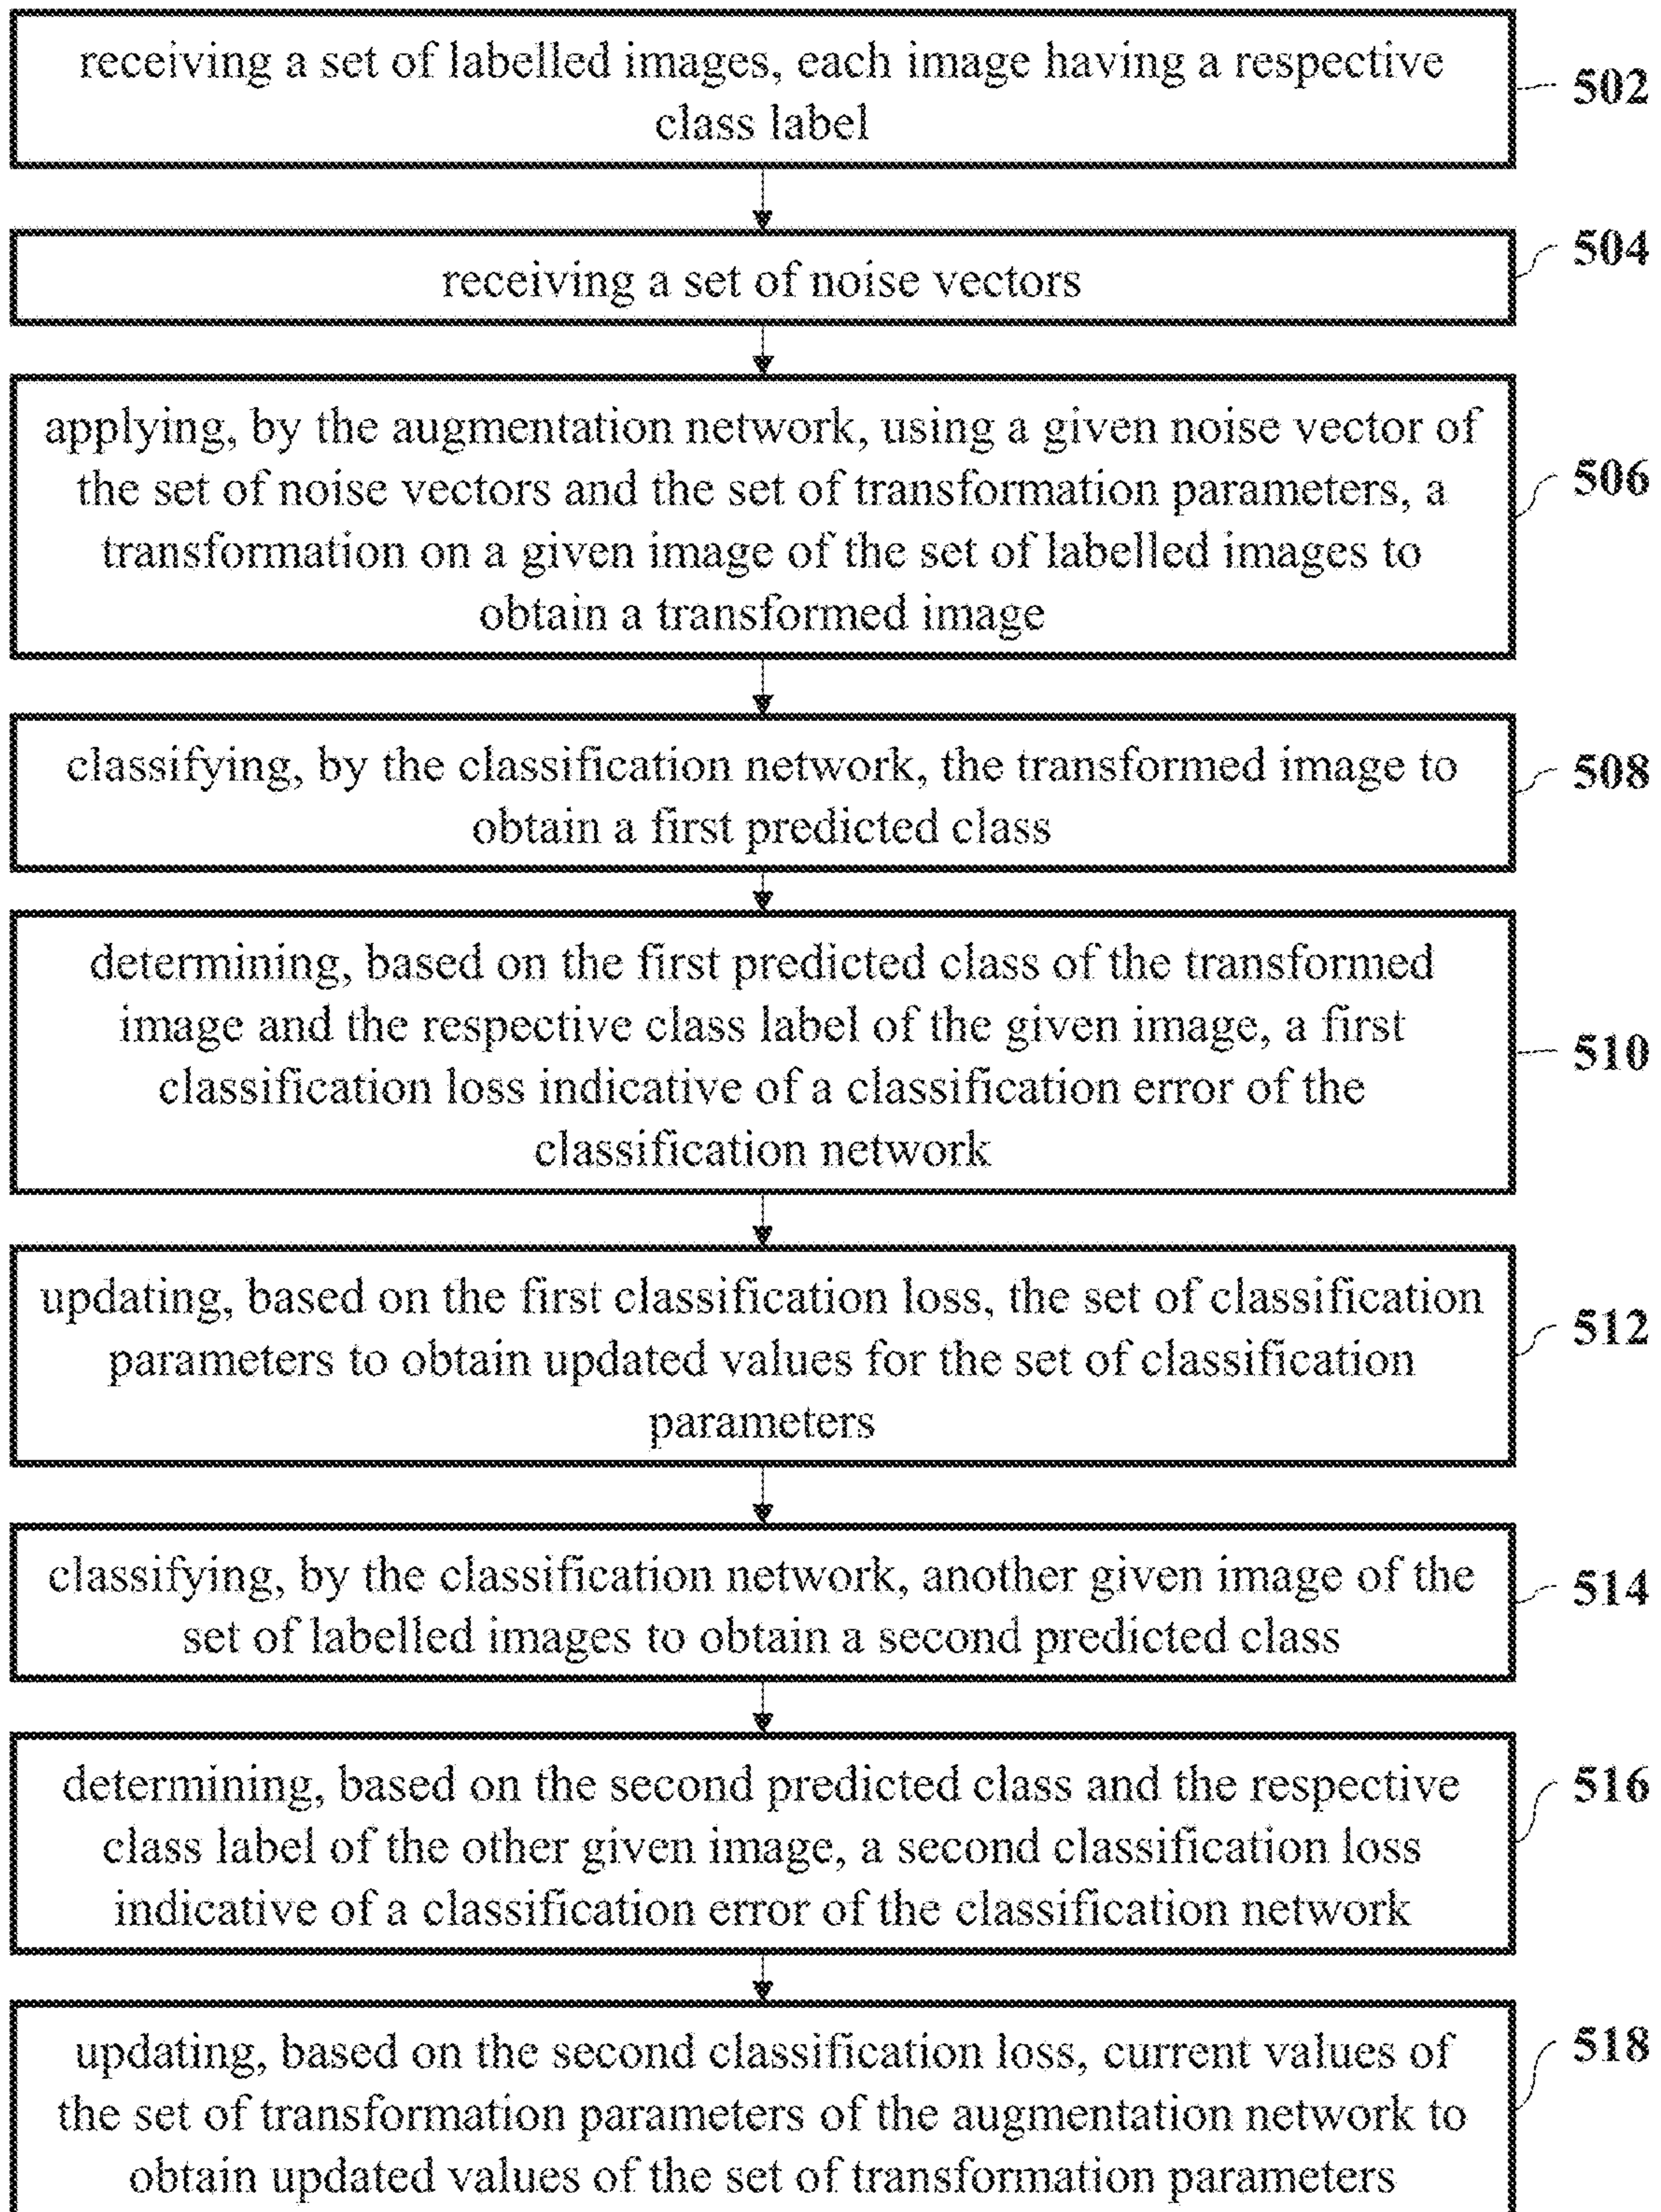 receiving a set of labelled images, each image having a respective
class label
502
receiving a set of noise vectors
504
applying, by the augmentation network, using a given noise vector of
the set of noise vectors and the set of transformation parameters, a
transformation on a given image of the set of labelled images to
obtain a transformed image
506
classifying, by the classification network, the transformed image to
obtain a first predicted class
508
determining, based on the first predicted class of the transformed
image and the respective class label of the given image, a first
classification loss indicative of a classification error of the
classification network
510
updating, based on the first classification loss, the set of classification
parameters to obtain updated values for the set of classification
parameters
512
classifying, by the classification network, another given image of the
set of labelled images to obtain a second predicted class
514
determining, based on the second predicted class and the respective
class label of the other given image, a second classification loss
indicative of a classification error of the classification network
516
updating, based on the second classification loss, current values of
the set of transformation parameters of the augmentation network to
obtain updated values of the set of transformation parameters
518